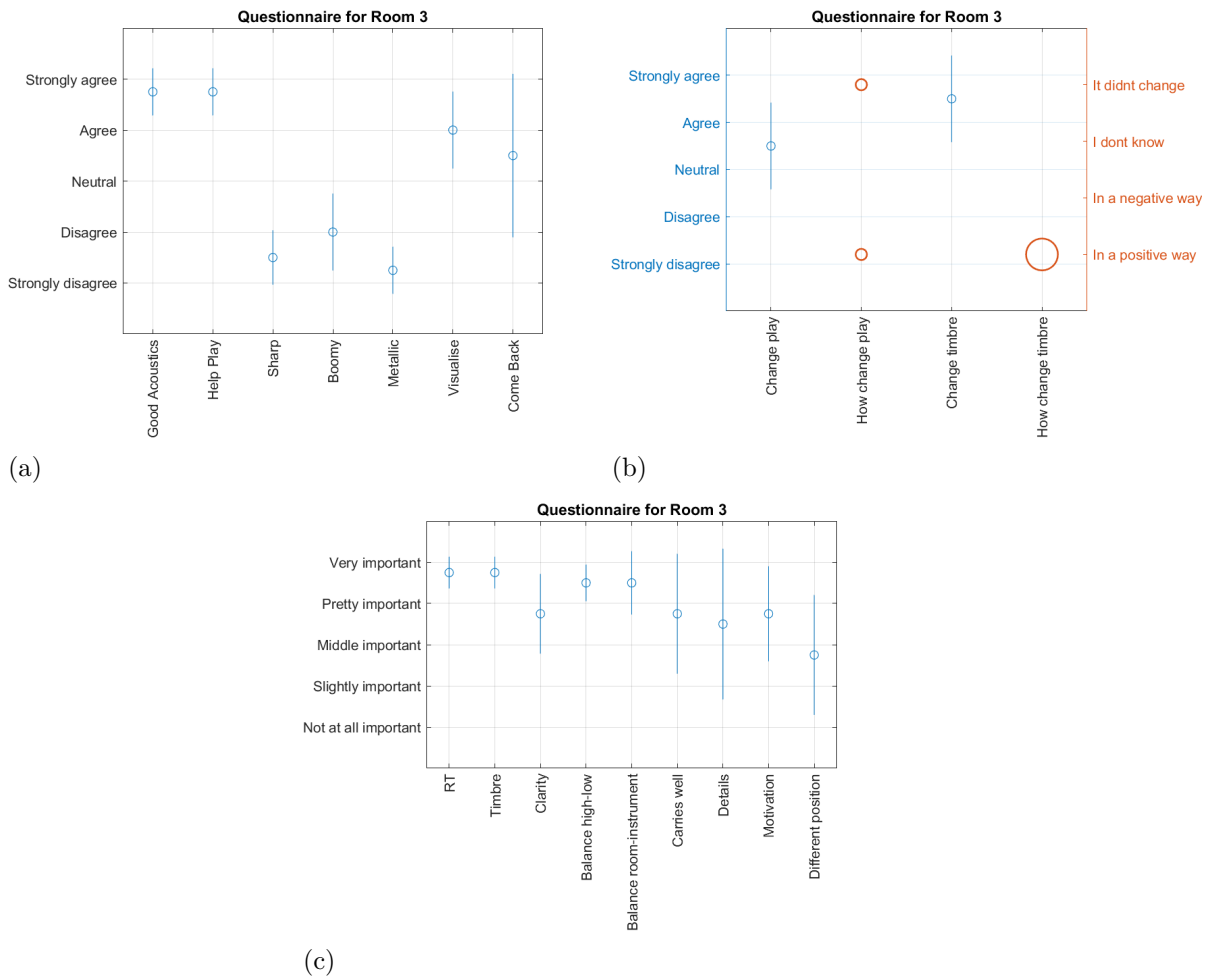 Questionnaire for Room 3
Strongly agree
Agree
Neutral
Disagree
Strongly disagree
Good Acoustics
Help Play
Sharp
Boomy
Metallic
Visualise
Come Back
(a)
Questionnaire for Room 3
Strongly agree
Agree
Neutral
Disagree
Strongly disagree
It didnt change
I dont know
In a negative way
In a positive way
Change play
How change play
Change timbre
How change timbre
(b)
Questionnaire for Room 3
Very important
Pretty important
Middle important
Slightly important
Not at all important
RT
Timbre
Clarity
Balance high-low
Balance room-instrument
Carries well
Details
Motivation
Different position
(c)